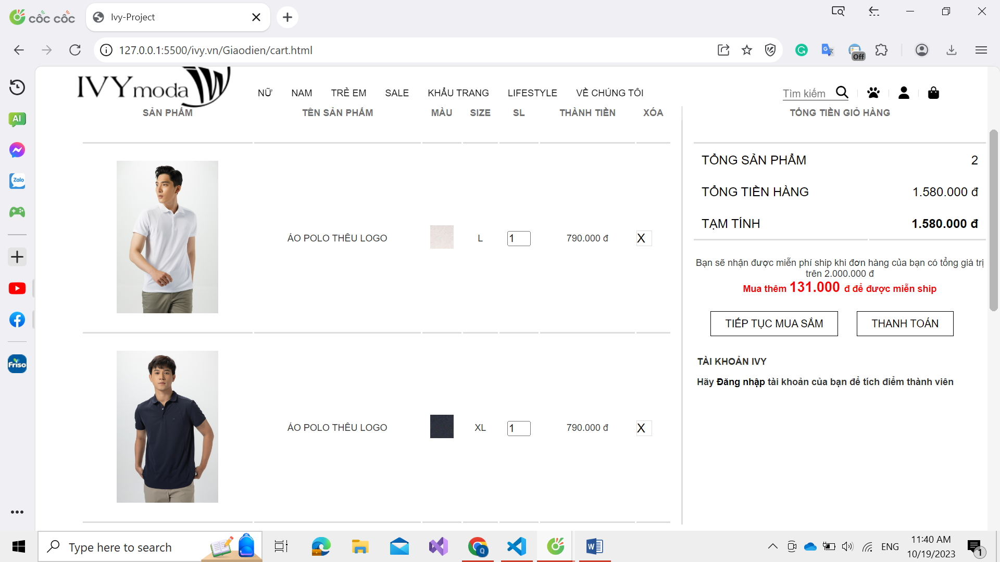 cốc cốc
Ivy-Project
127.0.0.1:5500/ivy.vn/Giaodien/cart.html
Off
AI
Zalo
Friso
IVY moda
NỮ NAM TRẺ EM SALE KHẨU TRANG LIFESTYLE VỀ CHÚNG TÔI
Tìm kiếm
SẢN PHẨM TÊN SẢN PHẨM MÀU SIZE SL THÀNH TIỀN XÓA
ÁO POLO THÊU LOGO L 1 790.000 đ X
ÁO POLO THÊU LOGO XL 1 790.000 đ X
TỔNG TIỀN GIỎ HÀNG
TỔNG SẢN PHẨM 2
TỔNG TIỀN HÀNG 1.580.000 đ
TẠM TÍNH 1.580.000 đ
Bạn sẽ nhận được miễn phí ship khi đơn hàng của bạn có tổng giá trị
trên 2.000.000 đ
Mua thêm 131.000 đ để được miễn ship
TIẾP TỤC MUA SẮM THANH TOÁN
TÀI KHOẢN IVY
Hãy Đăng nhập tài khoản của bạn để tích điểm thành viên
Type here to search
ENG
11:40 AM
10/19/2023
1